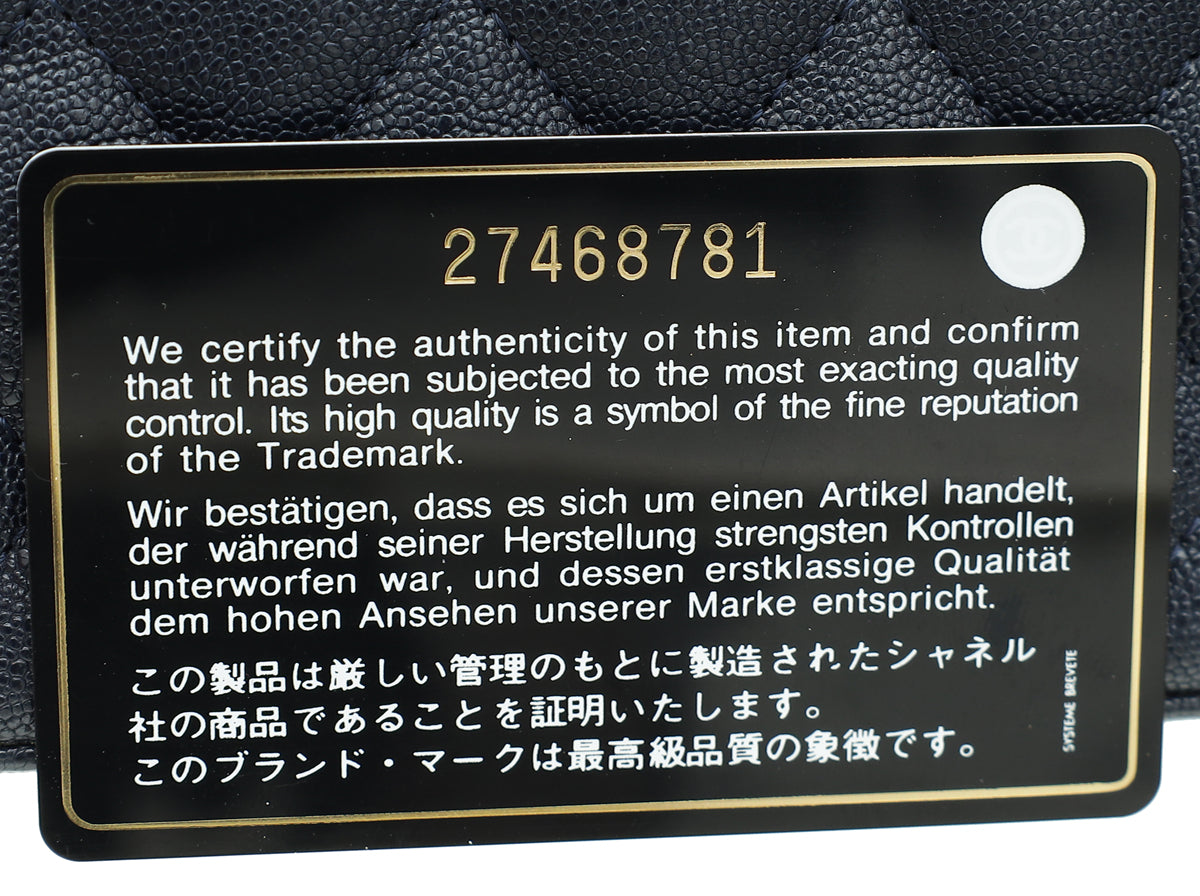 27468781
We certify the authenticity of this item and confirm
that it has been subjected to the most exacting quality
control. Its high quality is a symbol of the fine reputation
of the Trademark.
Wir bestätigen, dass es sich um einen Artikel handelt,
der während seiner Herstellung strengsten Kontrollen
unterworfen war, und dessen erstklassige Qualität
dem hohen Ansehen unserer Marke entspricht.
この製品は厳しい管理のもとに製造されたシャネル
社の商品であることを証明いたします。
このブランド・マークは最高級品質の象徴です。
SYSTEME BREVETE